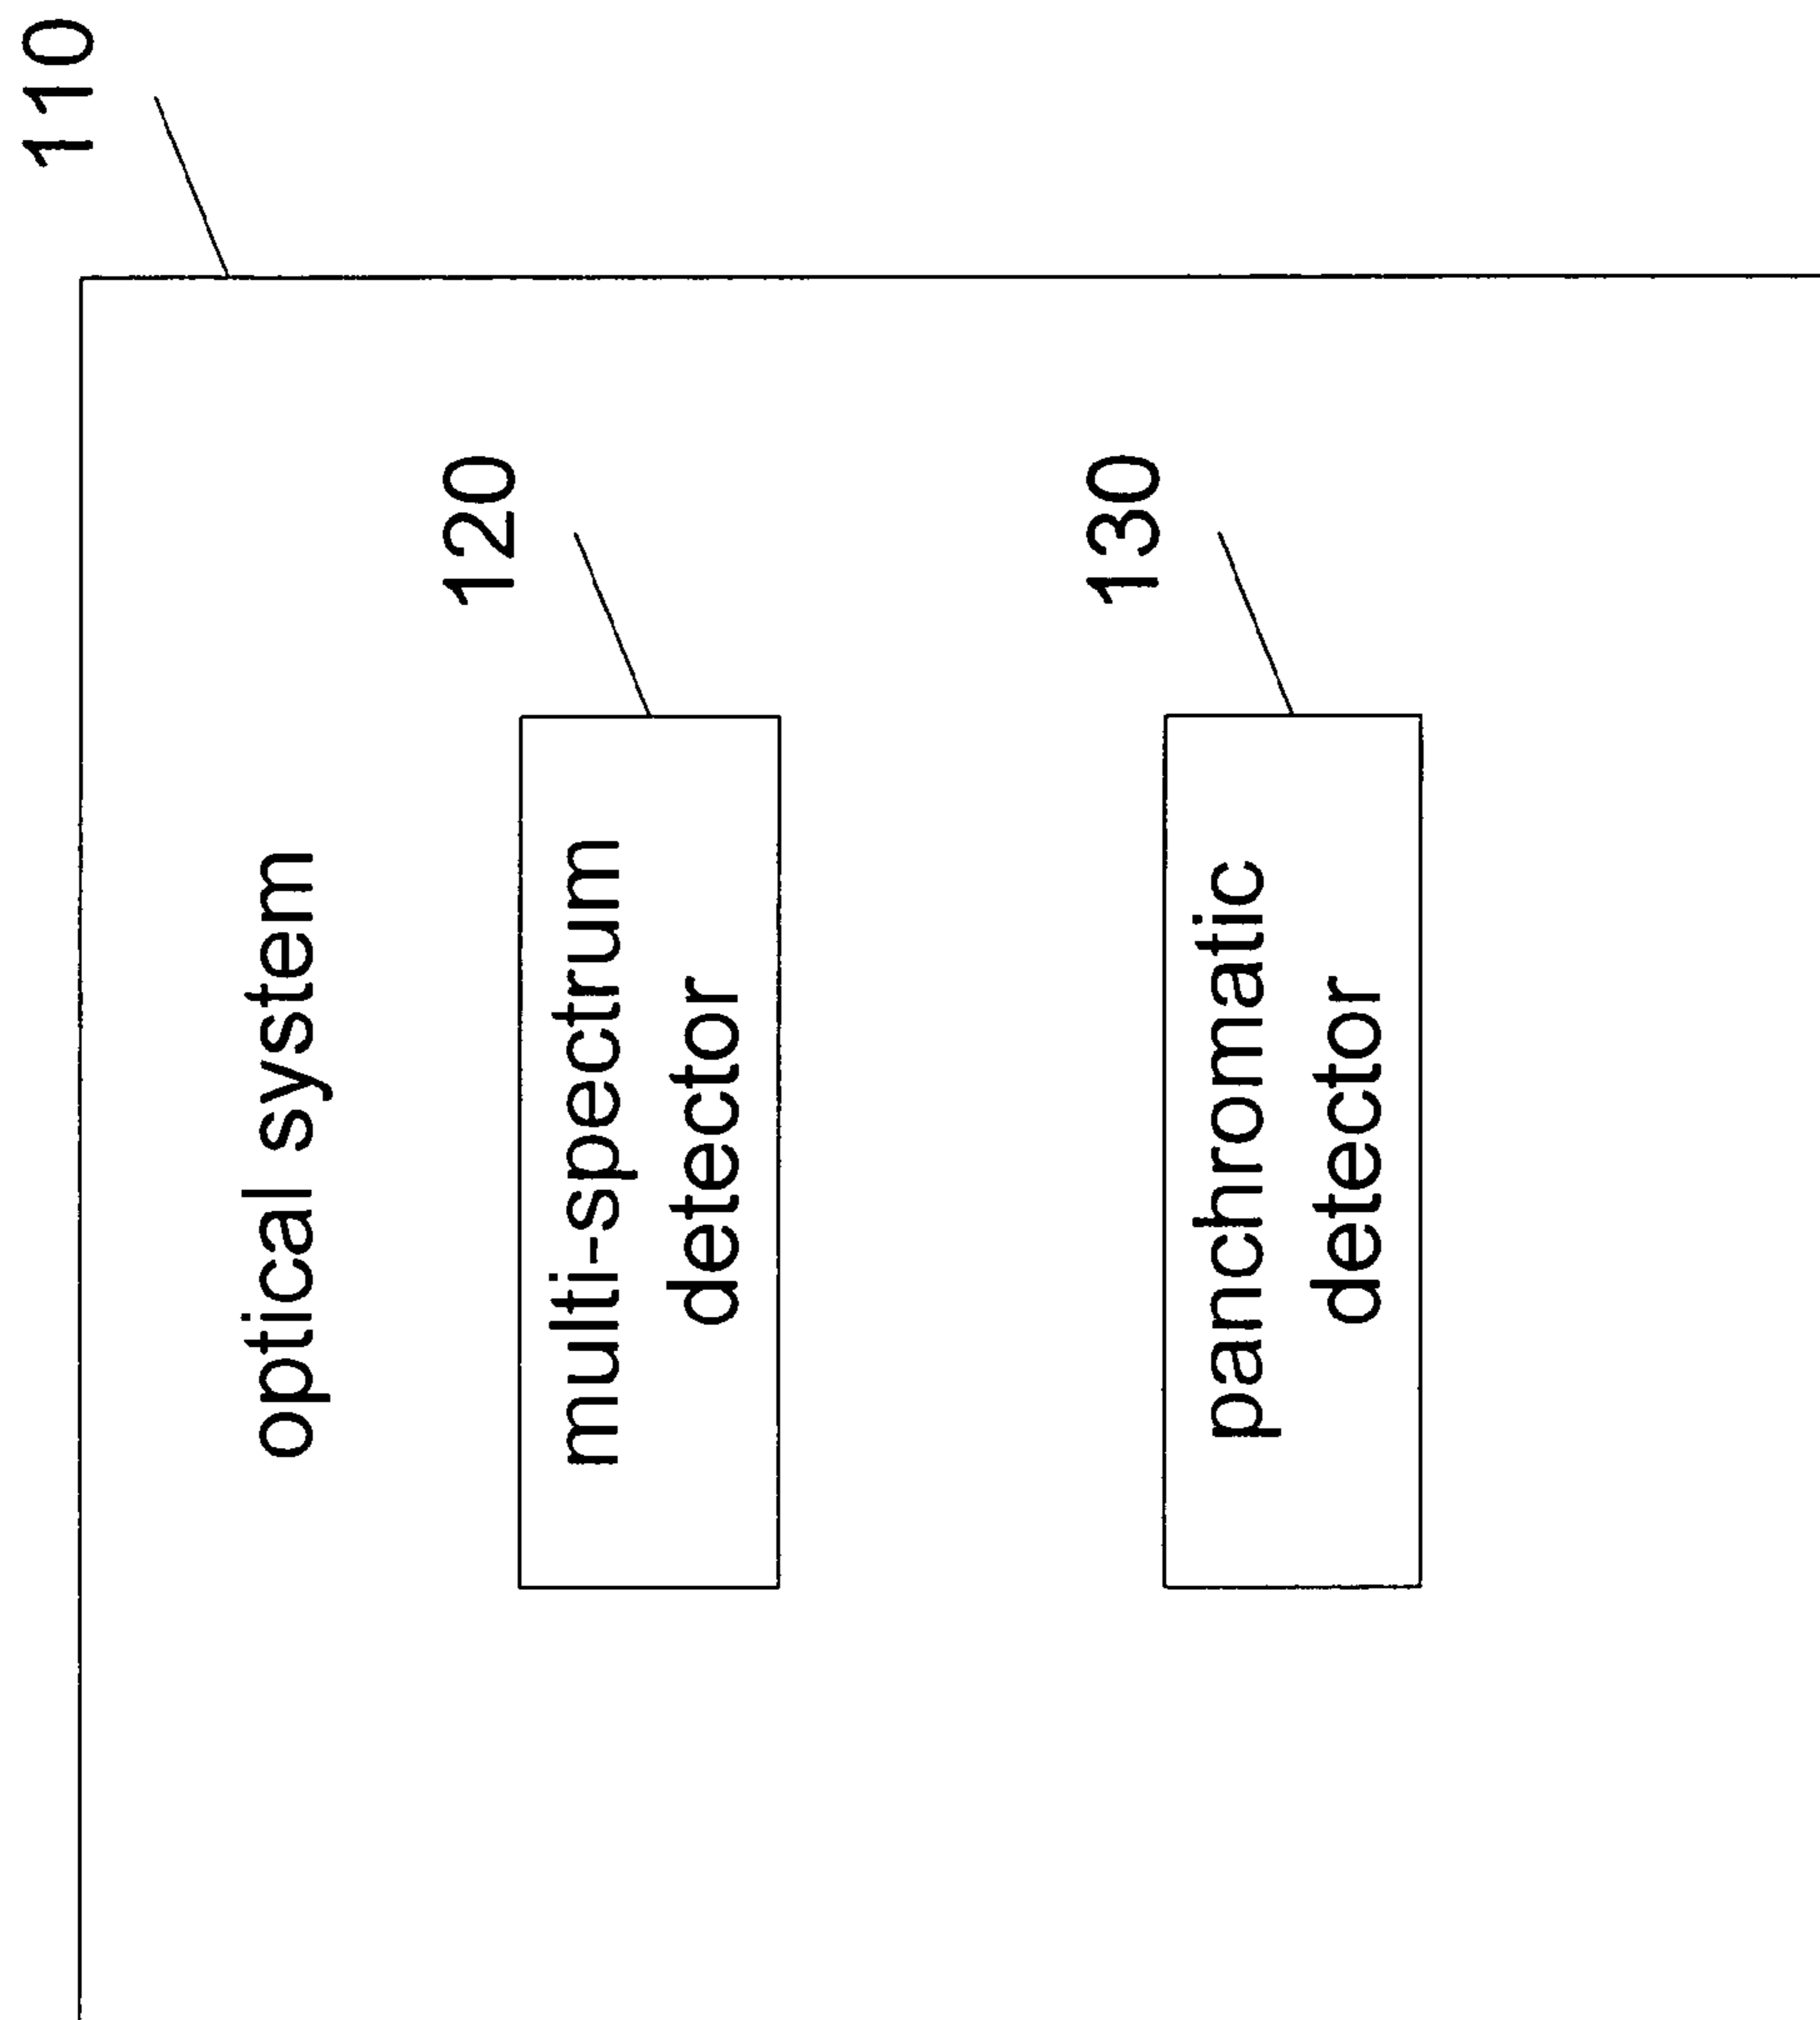 110
optical system
120
multi-spectrum
detector
130
panchromatic
detector